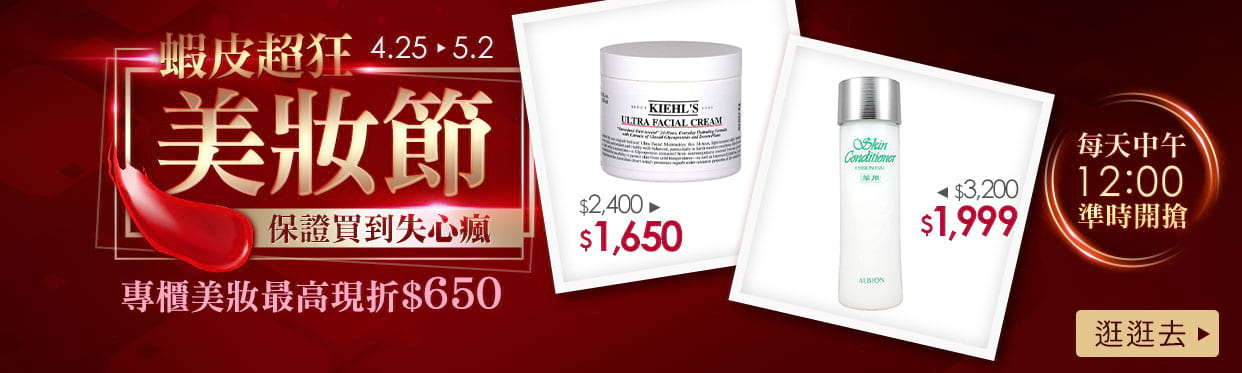 蝦皮超狂 4.25▸5.2
美妝節
保證買到失心瘋
專櫃美妝最高現折$650
KIEHL'S
ULTRA FACIAL CREAM
$2,400 ▸
$1,650
Skin
Conditioner
ALBION
◂ $3,200
$1,999
每天中午
12:00
準時開搶
逛逛去 ▸